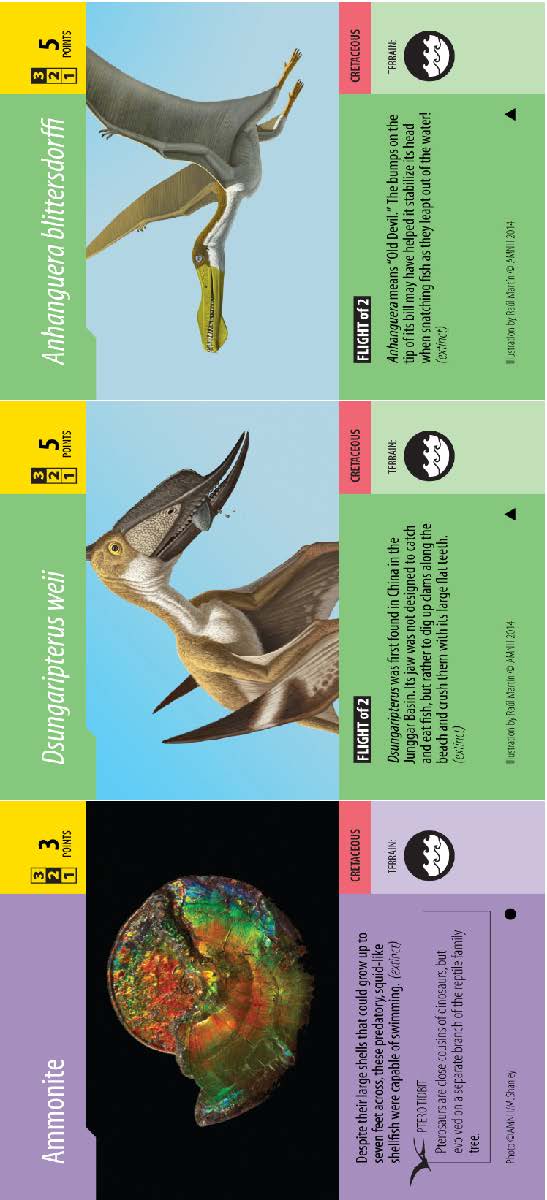 Anhanguera blittersdorffi
3
2
1
5
POINTS
CRETACEOUS
TERRAIN:
FLIGHT of 2
Anhanguera means “Old Devil.” The bumps on the
tip of its bill may have helped it stabilize its head
when snatching fish as they leapt out of the water!
(extinct)
Illustration by Raúl Martín © AMNH 2014
Dsungaripterus weii
3
2
1
5
POINTS
CRETACEOUS
TERRAIN:
FLIGHT of 2
Dsungaripterus was first found in China in the
Junggar Basin. Its jaw was not designed to catch
and eat fish, but rather to dig up clams along the
beach and crush them with its large flat teeth.
(extinct)
Illustration by Raúl Martín © AMNH 2014
Ammonite
3
2
1
3
POINTS
CRETACEOUS
TERRAIN:
Despite their large shells that could grow up to
seven feet across, these predatory, squid-like
shellfish were capable of swimming. (extinct)
PTERO TIDBIT
Pterosaurs are close cousins of dinosaurs, but
evolved on a separate branch of the reptile family
tree.
Photo © AMNH/M. Shanley